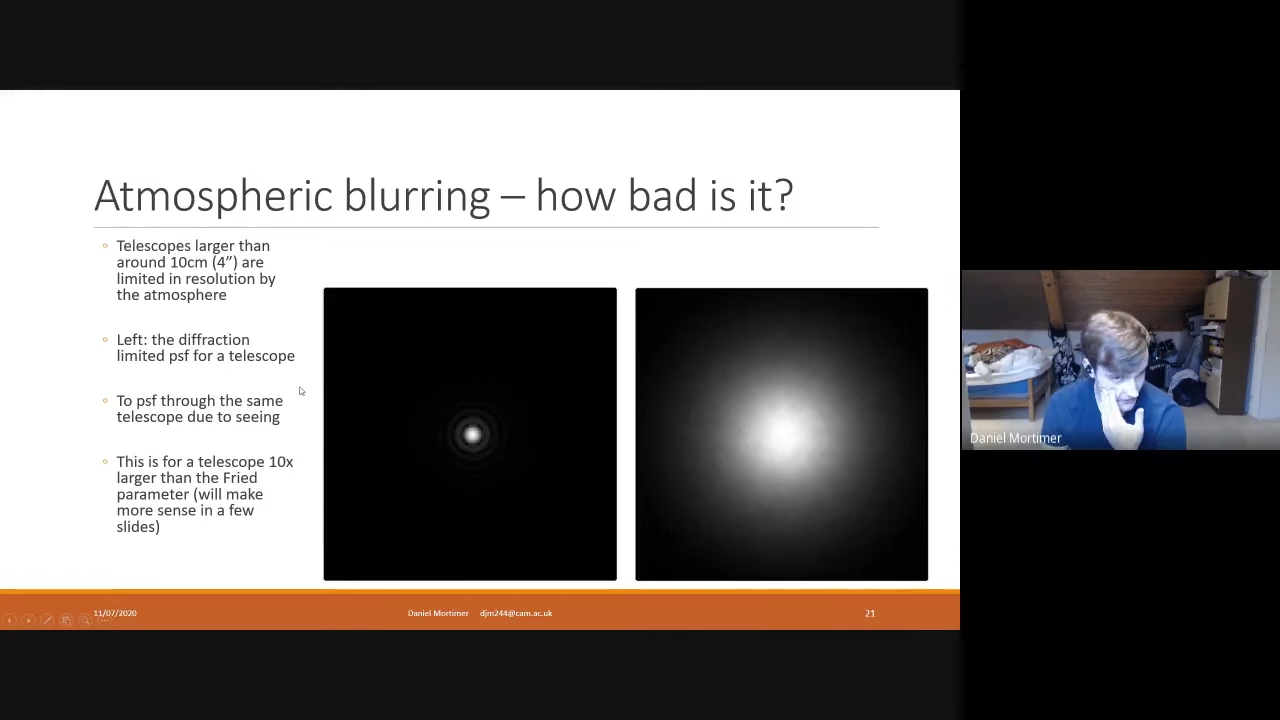 Atmospheric blurring – how bad is it?
◦ Telescopes larger than
around 10cm (4”) are
limited in resolution by
the atmosphere
◦ Left: the diffraction
limited psf for a telescope
◦ To psf through the same
telescope due to seeing
◦ This is for a telescope 10x
larger than the Fried
parameter (will make
more sense in a few
slides)
11/07/2020
Daniel Mortimer djm244@cam.ac.uk
21
Daniel Mortimer